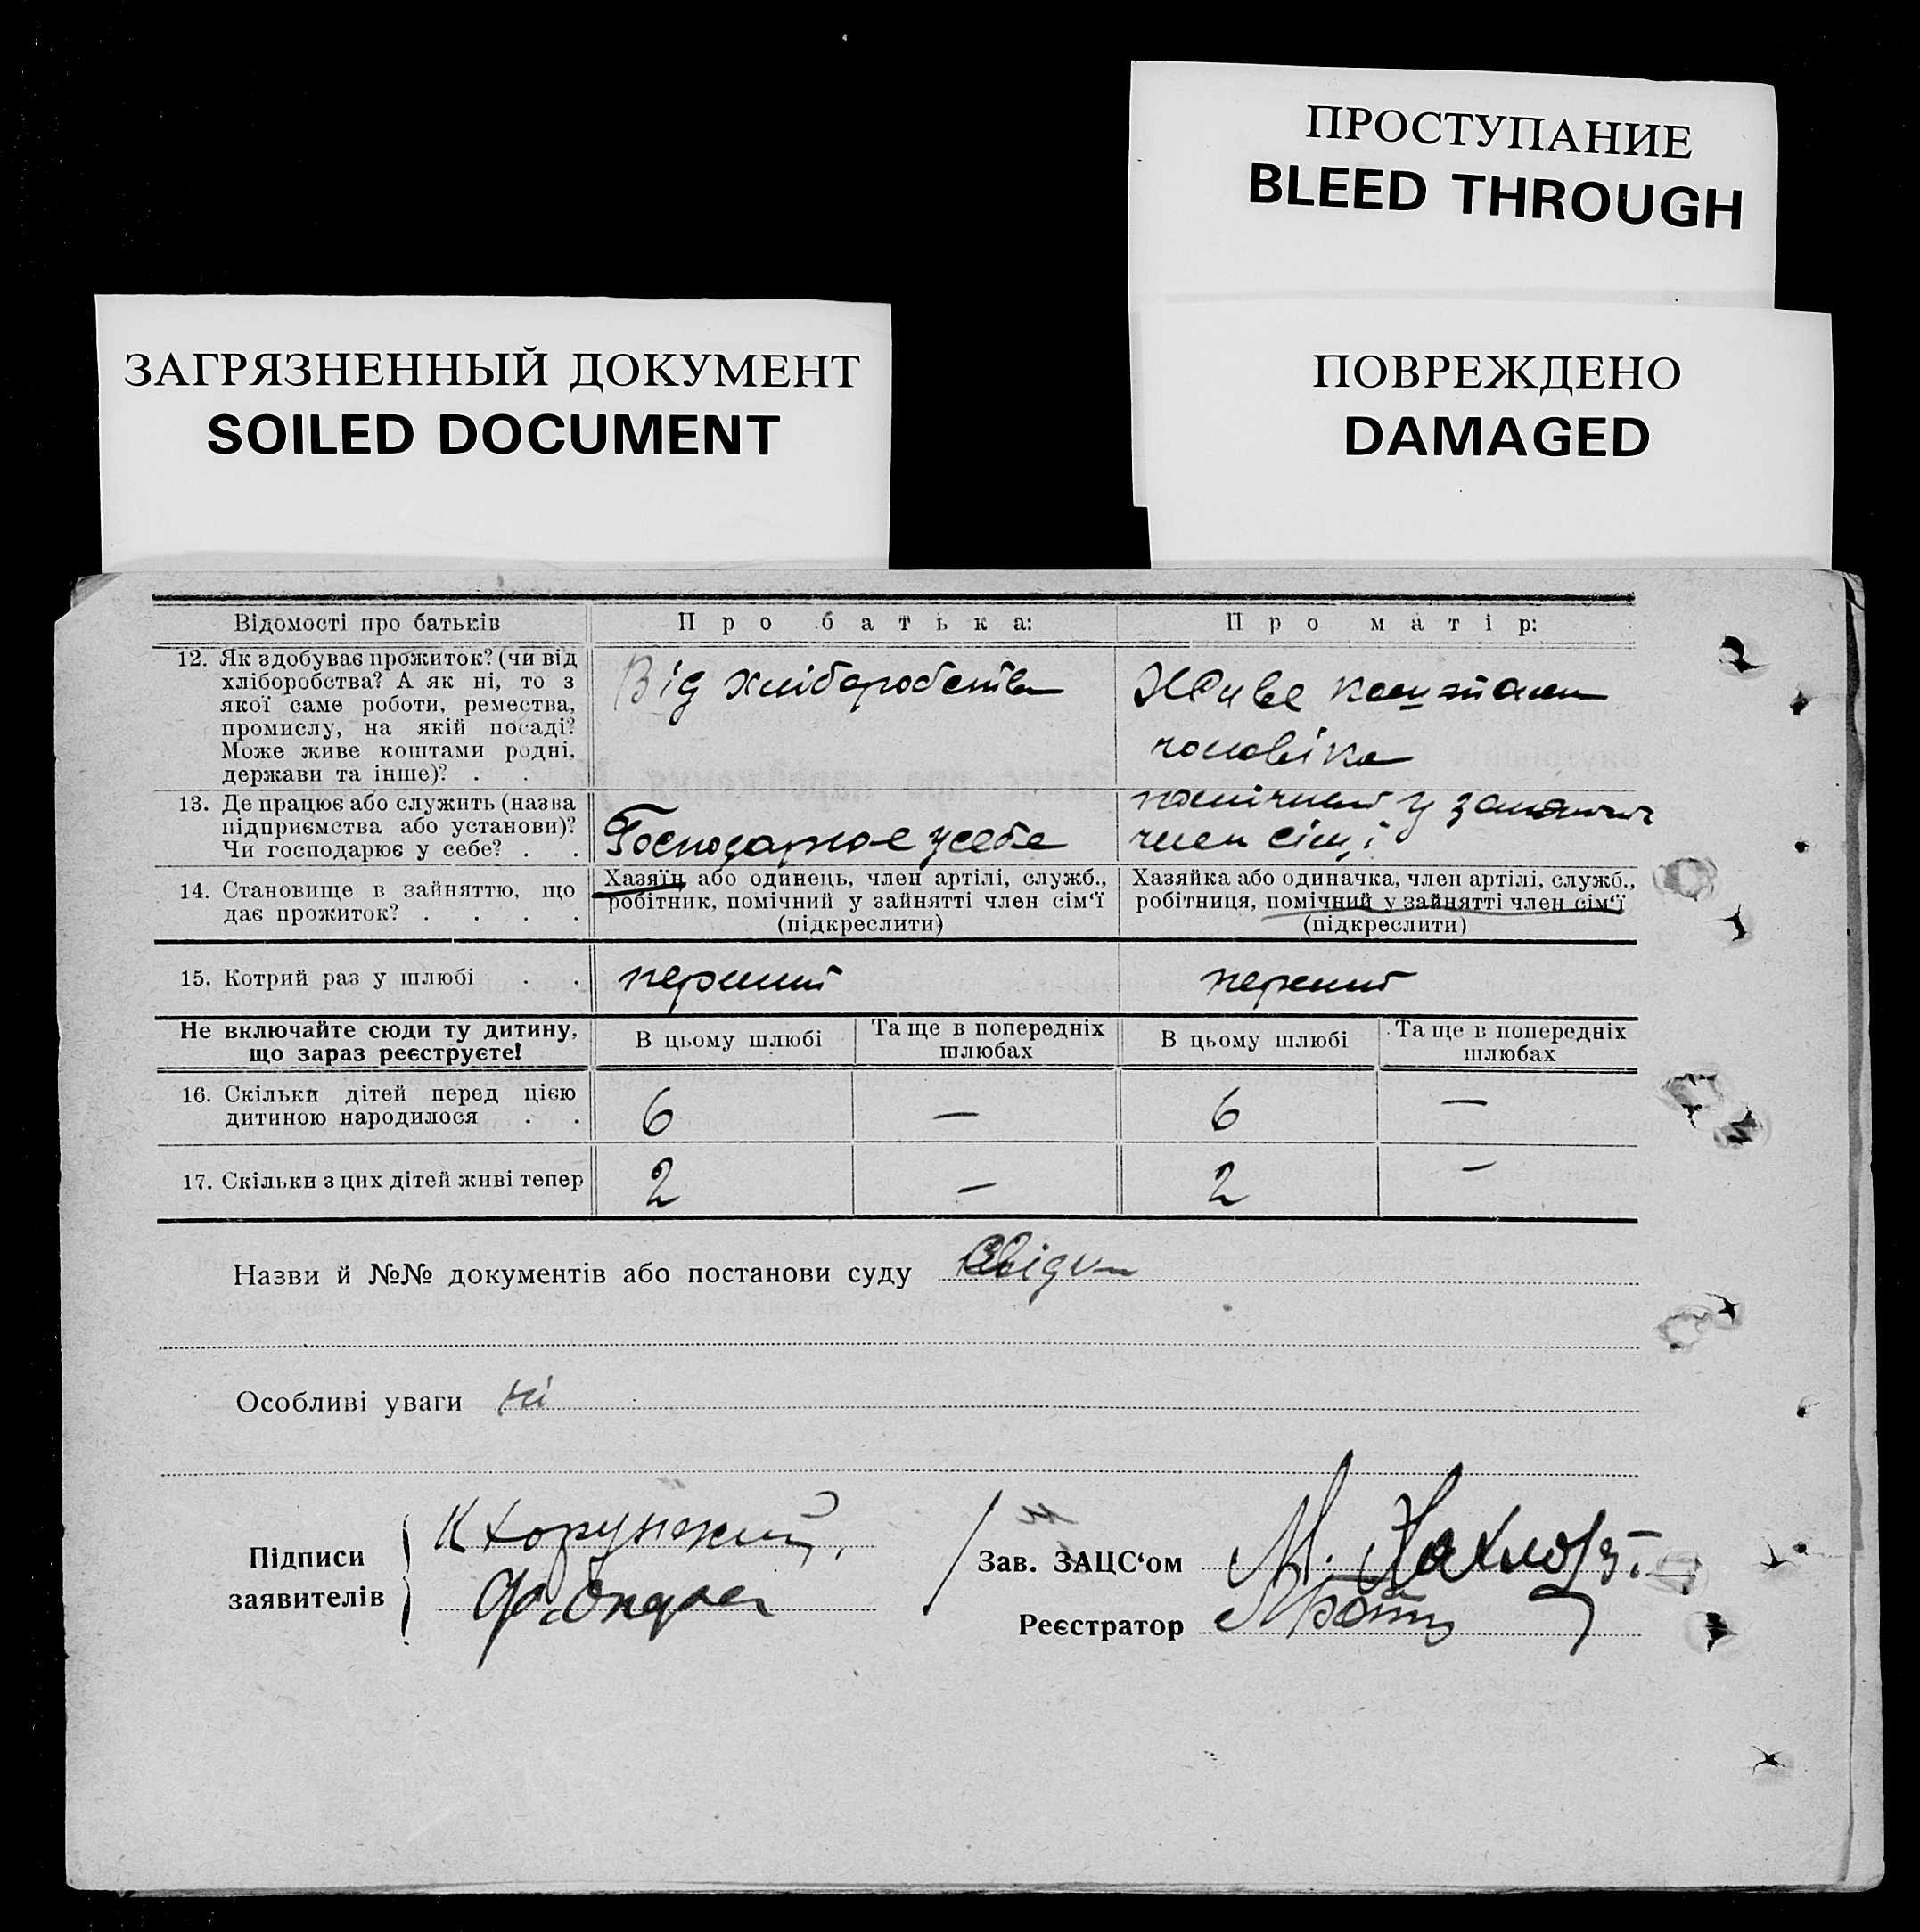 ПРОСТУПАНИЕ
BLEED THROUGH
ЗАГРЯЗНЕННЫЙ ДОКУМЕНТ
SOILED DOCUMENT
ПОВРЕЖДЕНО
DAMAGED
Відомості про батьків
Про батька:
Про матір:
12. Як здобуває прожиток? (чи від
хліборобства? А як ні, то з
якої саме роботи, ремества,
промислу, на якій посаді?
Може живе коштами родні,
держави та інше)? . .
Від хліборобства
Живе коштами
чоловіка
13. Де працює або служить (назва
підприємства або установи)?
Чи господарює у себе? . .
Господарює у себе
помічний у занятті
член сімї
14. Становище в зайняттю, що
дає прожиток? . . . .
Хазяїн або одинець, член артілі, служб.,
робітник, помічний у зайнятті член сім‘ї
(підкреслити)
Хазяйка або одиначка, член артілі, служб.,
робітниця, помічний у зайнятті член сім‘ї
(підкреслити)
15. Котрий раз у шлюбі . .
перший
перший
Не включайте сюди ту дитину,
що зараз реєструєте!
В цьому шлюбі
Та ще в попередніх
шлюбах
В цьому шлюбі
Та ще в попередніх
шлюбах
16. Скільки дітей перед цією
дитиною народилося . .
6
—
6
—
17. Скільки з цих дітей живі тепер
2
—
2
—
Назви й №№ документів або постанови суду
Особливі уваги ні
Підписи
заявителів
К Хорунжий
Зав. ЗАЦС‘ом
Реєстратор